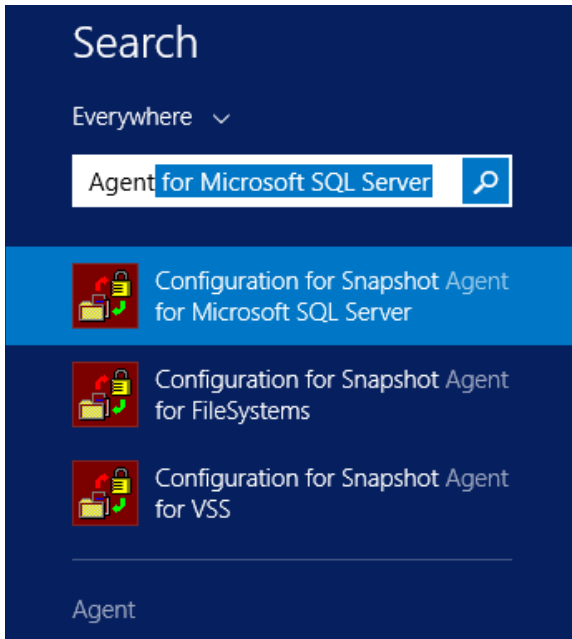 Search
Everywhere
Agent for Microsoft SQL Server
Configuration for Snapshot Agent
for Microsoft SQL Server
Configuration for Snapshot Agent
for FileSystems
Configuration for Snapshot Agent
for VSS
Agent